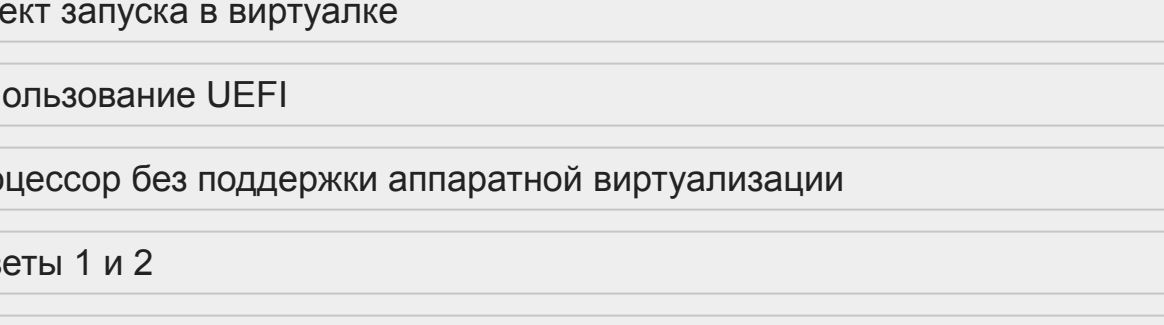 ект запуска в виртуалке
ользование UEFI
оцессор без поддержки аппаратной виртуализации
веты 1 и 2